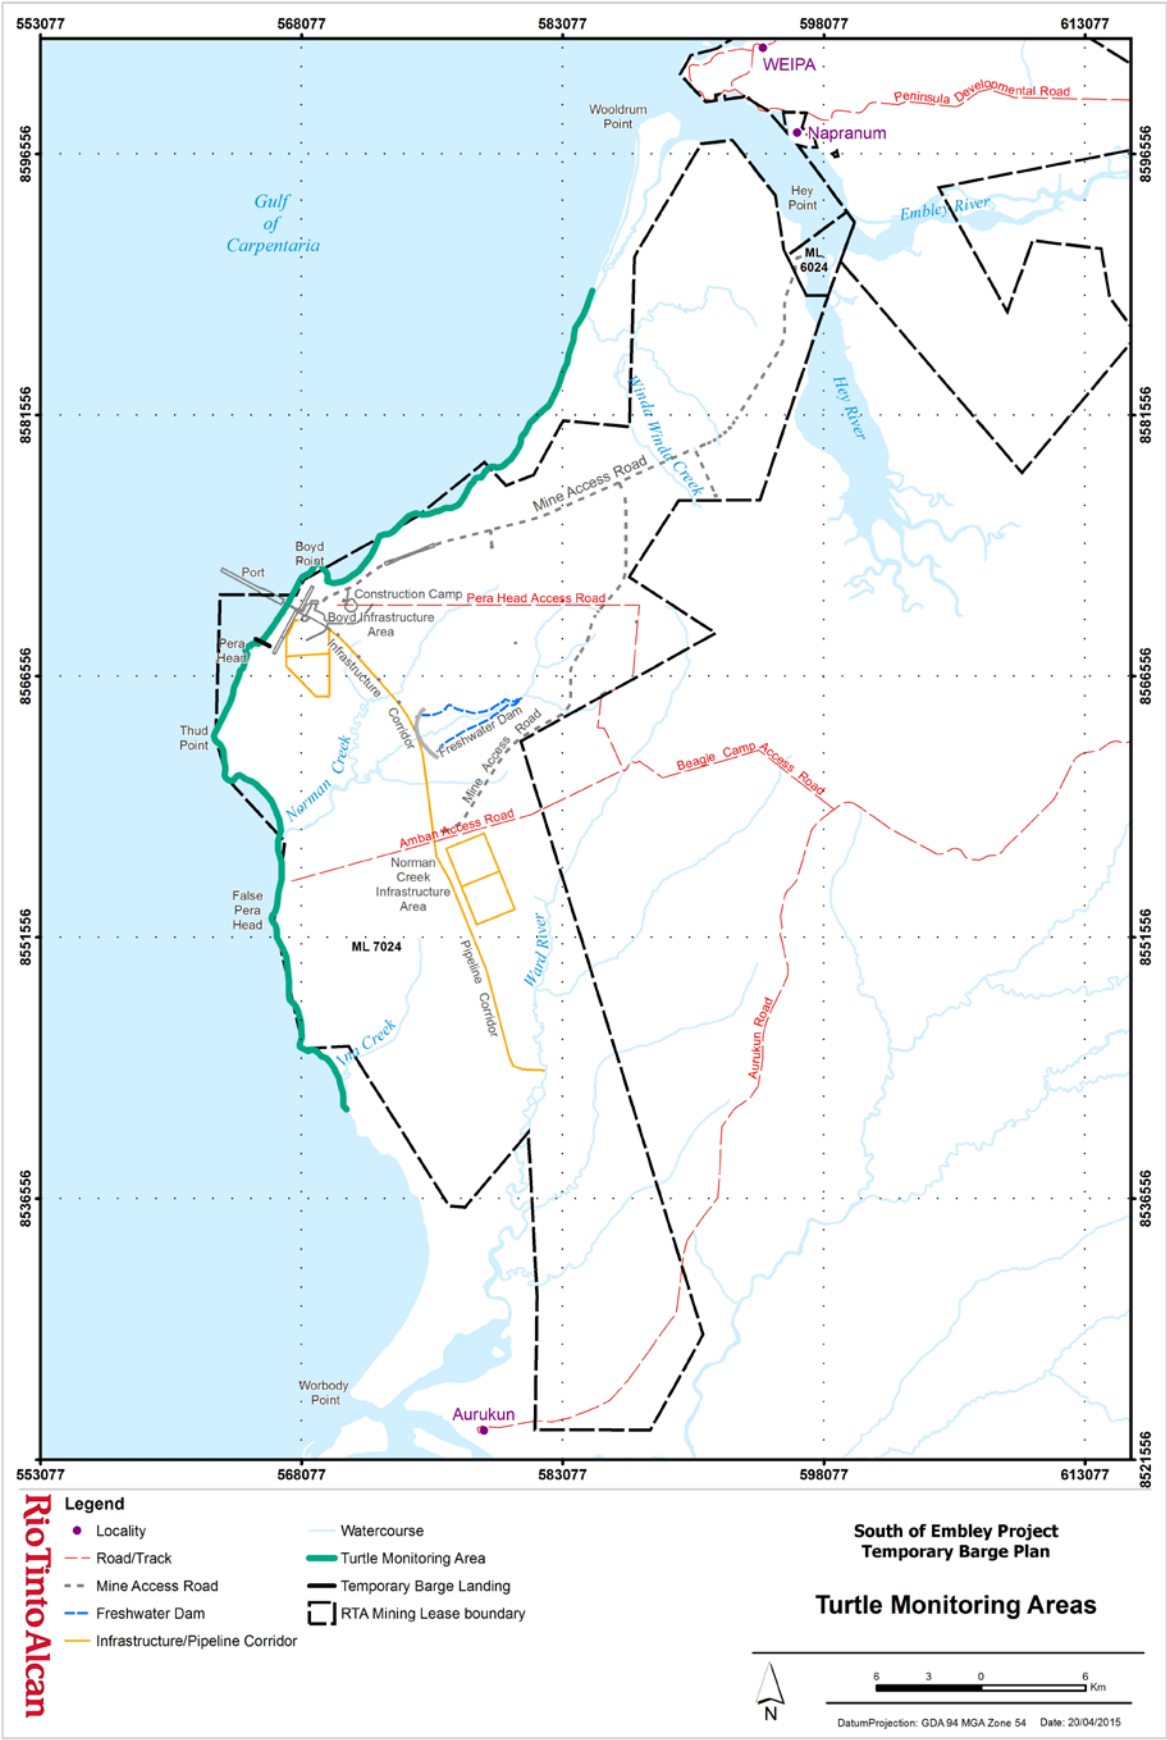 553077
568077
583077
598077
613077
WEIPA
Peninsula Developmental Road
Wooldrum
Point
Napranum
8596556
8596556
Gulf
of
Carpentaria
Hey
Point
Embley River
ML
6024
Winda Winda Creek
Hey River
8581556
8581556
Mine Access Road
Boyd
Point
Port
Construction Camp
Pera Head Access Road
Boyd Infrastructure
Area
Pera
Head
Infrastructure
Corridor
8566556
8566556
Thud
Point
Freshwater Dam
Mine Access Road
Norman Creek
Beagle Camp Access Road
Amban Access Road
Norman
Creek
Infrastructure
Area
False
Pera
Head
ML 7024
8551556
8551556
Ward River
Pipeline Corridor
Ina Creek
Aurukun Road
8536556
8536556
Worbody
Point
Aurukun
8521556
553077
568077
583077
598077
613077
RioTintoAlcan
Legend
Locality
Road/Track
Mine Access Road
Freshwater Dam
Infrastructure/Pipeline Corridor
Watercourse
Turtle Monitoring Area
Temporary Barge Landing
RTA Mining Lease boundary
South of Embley Project
Temporary Barge Plan
Turtle Monitoring Areas
N
6 3 0 6
Km
DatumProjection: GDA 94 MGA Zone 54 Date: 20/04/2015